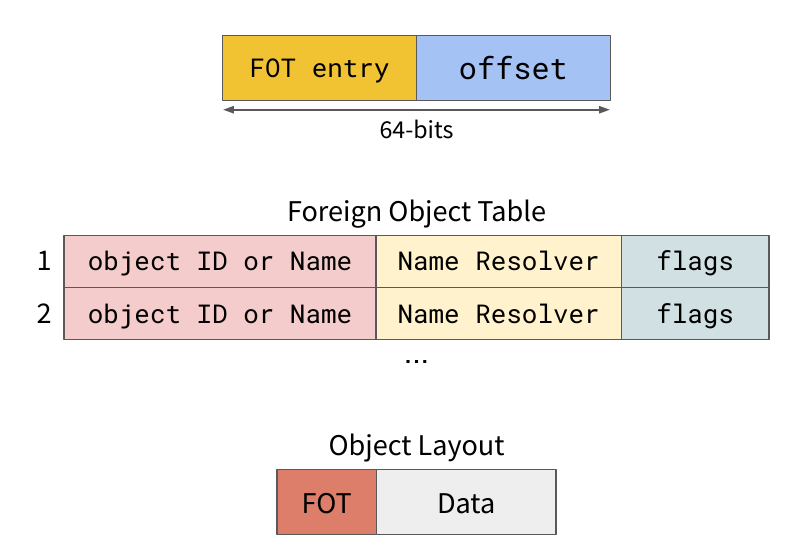 FOT entry offset
64-bits
Foreign Object Table
1 object ID or Name Name Resolver flags
2 object ID or Name Name Resolver flags
...
Object Layout
FOT Data